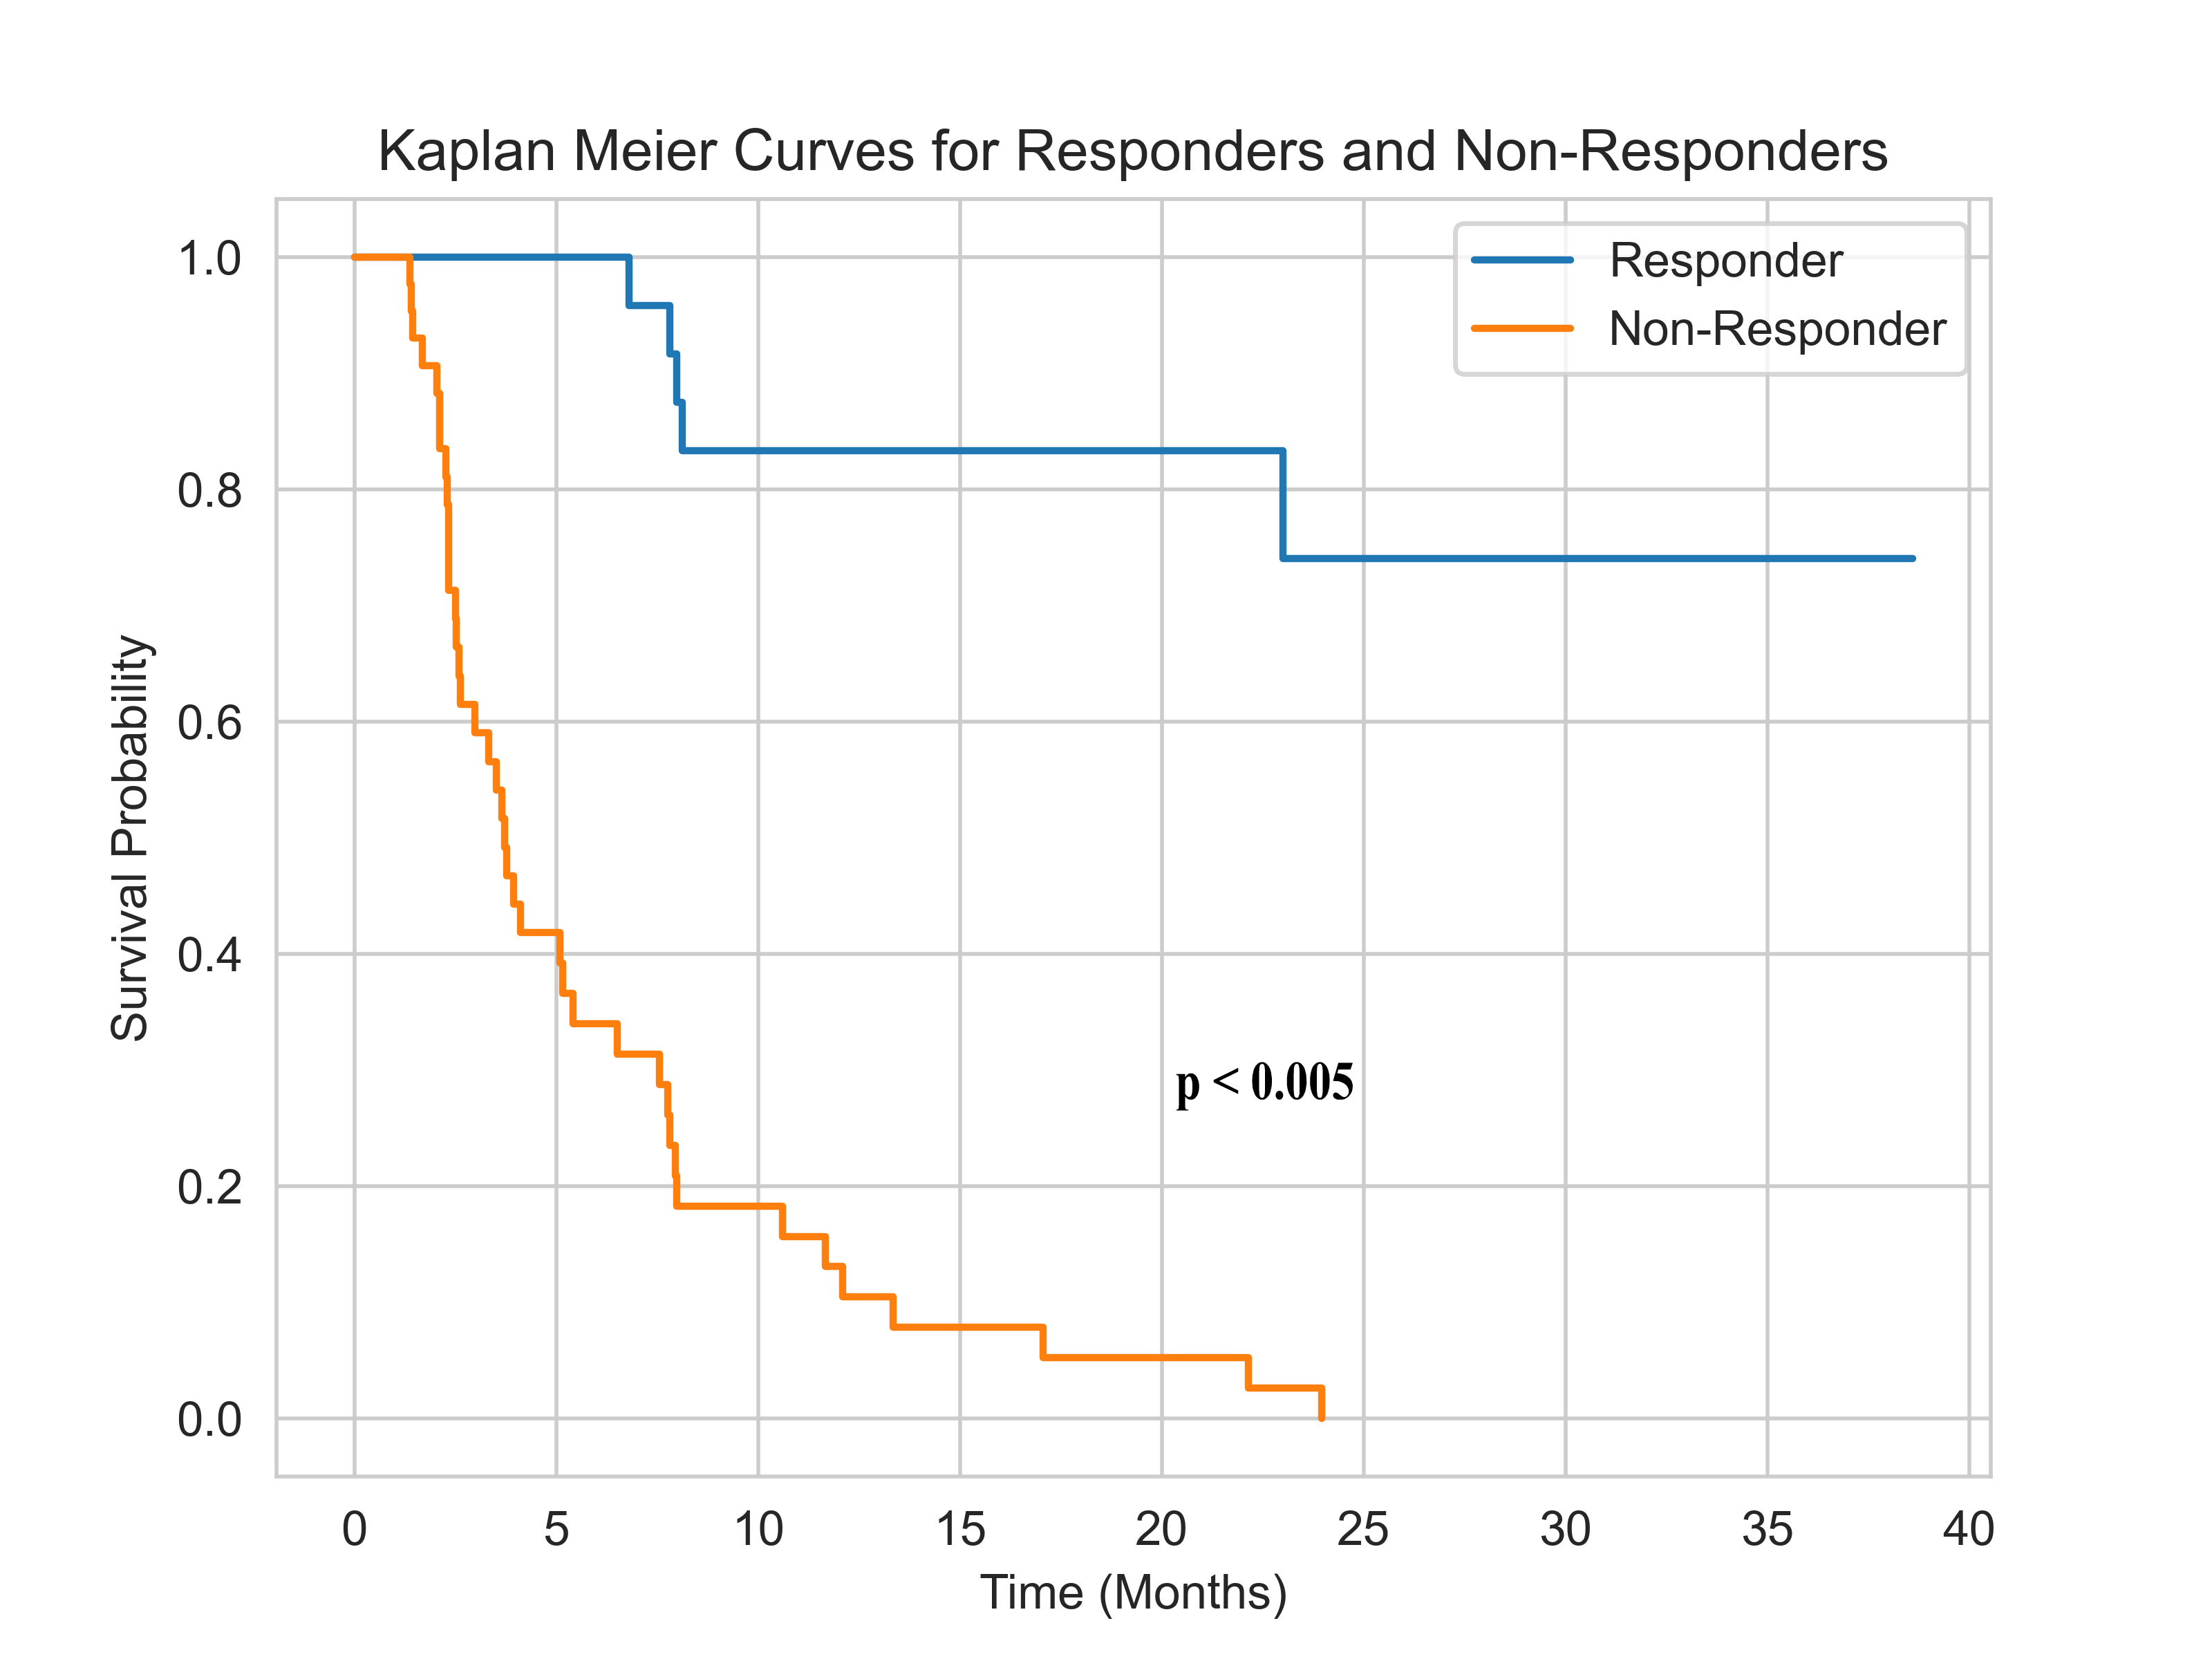 Kaplan Meier Curves for Responders and Non-Responders
Responder
Non-Responder
1.0
0.8
0.6
0.4
0.2
0.0
Survival Probability
p < 0.005
0 5 10 15 20 25 30 35 40
Time (Months)